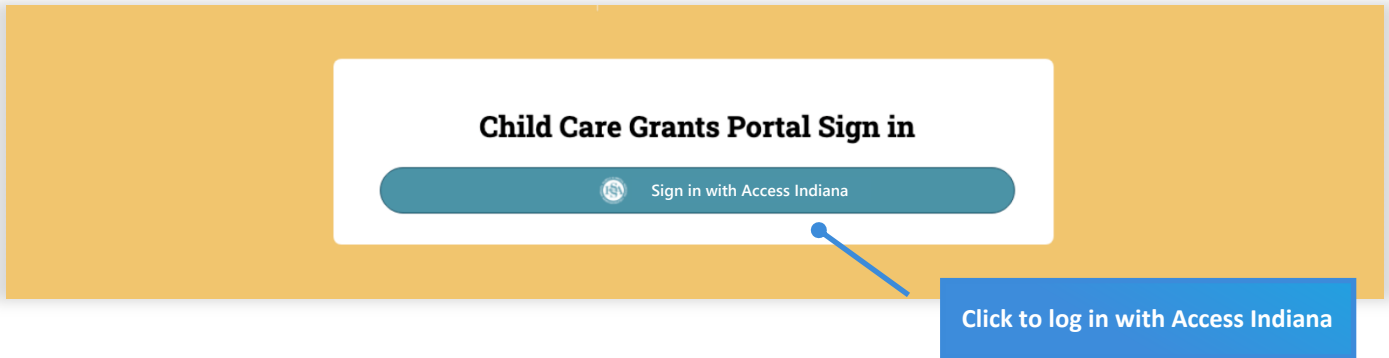 Child Care Grants Portal Sign in
Sign in with Access Indiana
Click to log in with Access Indiana